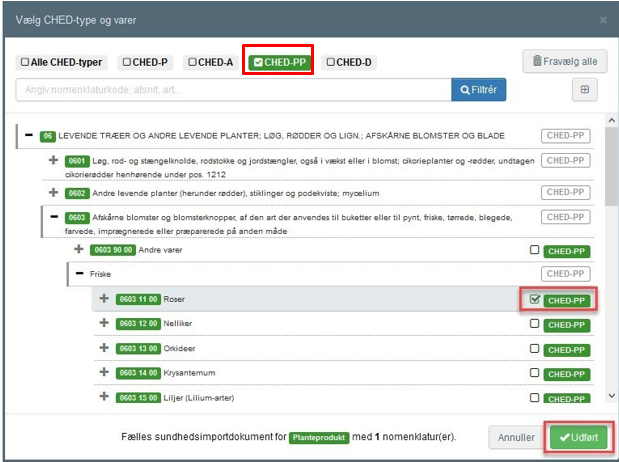 Vælg CHED-type og varer
Alle CHED-typer CHED-P CHED-A CHED-PP CHED-D Fravælg alle
Angiv nomenklaturkode, afsnit, art.. Filtrér
06 LEVENDE TRÆER OG ANDRE LEVENDE PLANTER; LØG, RØDDER OG LIGN.; AFSKÅRNE BLOMSTER OG BLADE CHED-PP
0601 Løg, rod- og stængelknolde, rodstokke og jordstængler, også i vækst eller i blomst; cikorieplanter og -rødder, undtagen CHED-PP
cikorierødder henhørende under pos. 1212
0602 Andre levende planter (herunder rødder), stiklinger og podekviste; mycelium CHED-PP
0603 Afskårne blomster og blomsterknopper, af den art der anvendes til buketter eller til pynt, friske, tørrede, blegede, CHED-PP
farvede, imprægnerede eller præparerede på anden måde
0603 90 00 Andre varer CHED-PP
Friske CHED-PP
0603 11 00 Roser CHED-PP
0603 12 00 Nelliker CHED-PP
0603 13 00 Orkideer CHED-PP
0603 14 00 Krysantemum CHED-PP
0603 15 00 Liljer (Lilium-arter) CHED-PP
Fælles sundhedsimportdokument for Planteprodukt med 1 nomenklatur(er). Annuller Udført